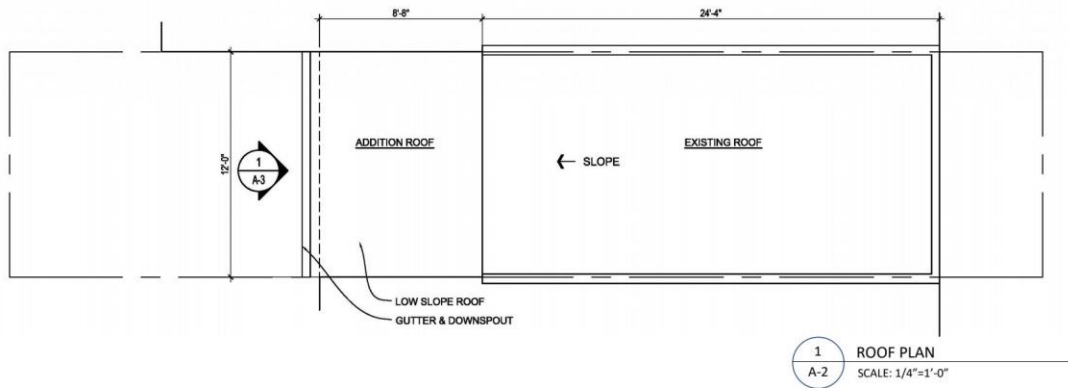 8'-8"
24'-4"
12'-0"
ADDITION ROOF
EXISTING ROOF
1
A-3
SLOPE
LOW SLOPE ROOF
GUTTER & DOWNSPOUT
1
A-2
ROOF PLAN
SCALE: 1/4"=1'-0"